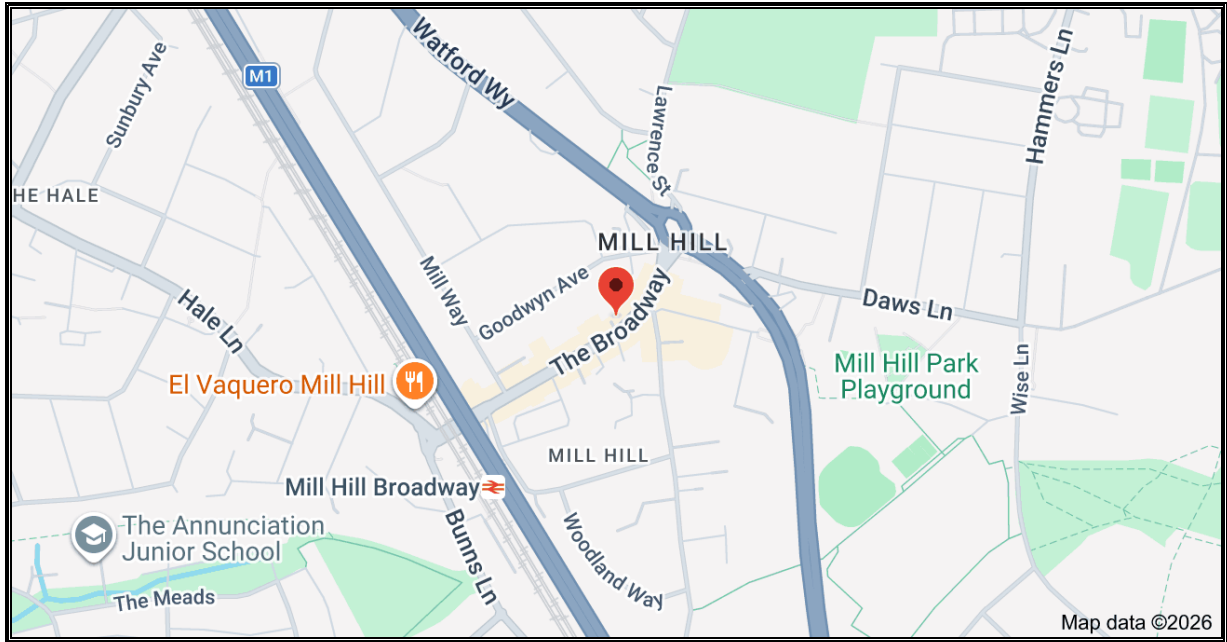 Watford Wy
M1
Sunbury Ave
Lawrence St
Hammers Ln
HE HALE
MILL HILL
Mill Way
Goodwyn Ave
The Broadway
Daws Ln
Hale Ln
El Vaquero Mill Hill
Mill Hill Park
Playground
Wise Ln
MILL HILL
Mill Hill Broadway
The Annunciation
Junior School
Bunns Ln
Woodland Way
The Meads
Map data ©2026